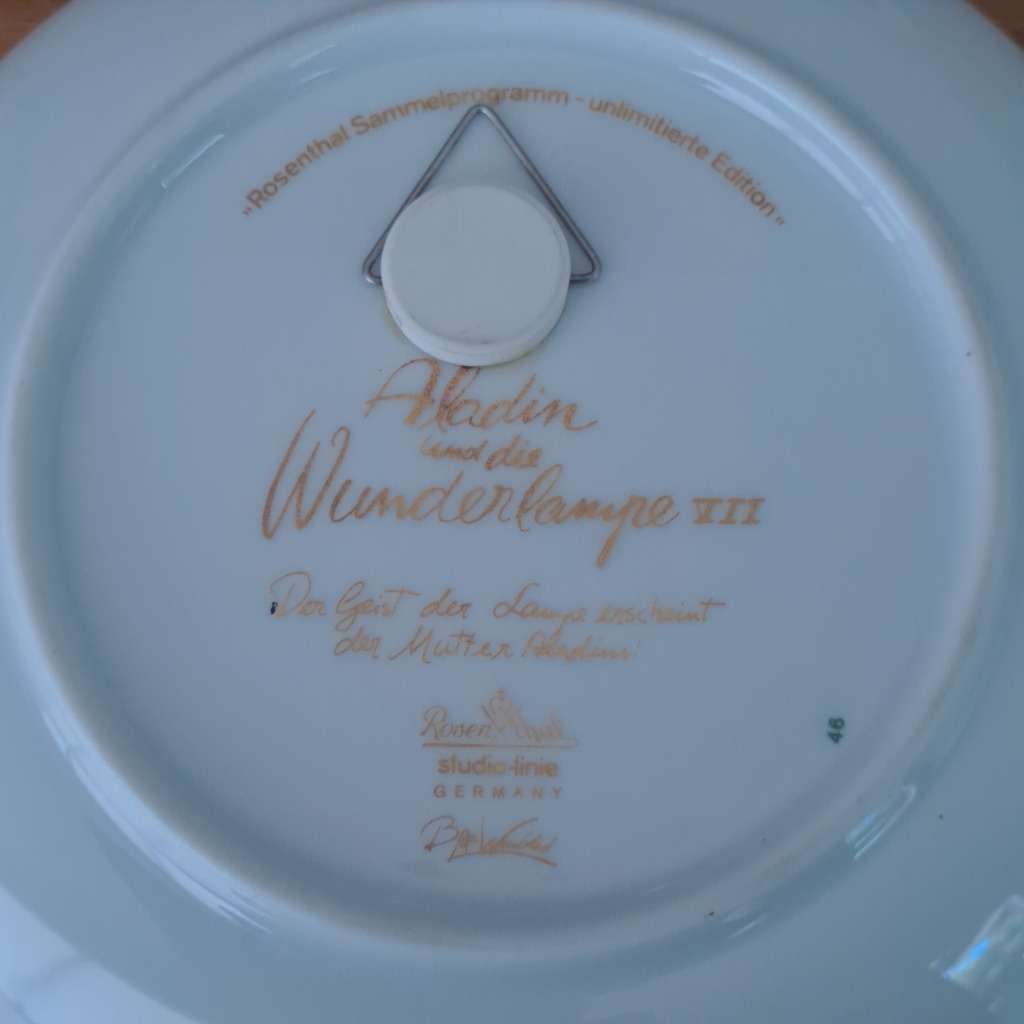 „Rosenthal Sammelprogramm - unlimitierte Edition“
Aladin
und die
Wunderlampe VII
Der Geist der Lampe erscheint
der Mutter Aladins
Rosenthal
studio-linie
GERMANY
46